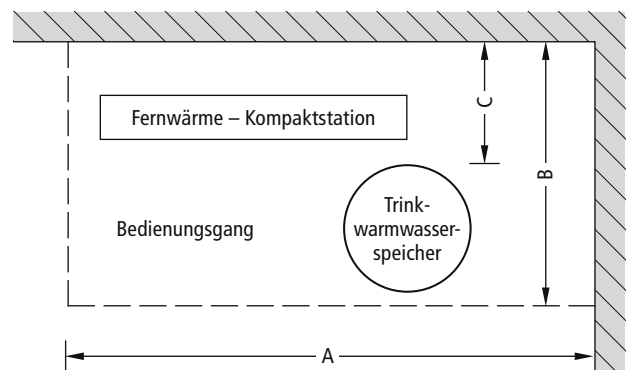 C
B
Fernwärme – Kompaktstation
Trink-
warmwasser-
speicher
Bedienungsgang
A